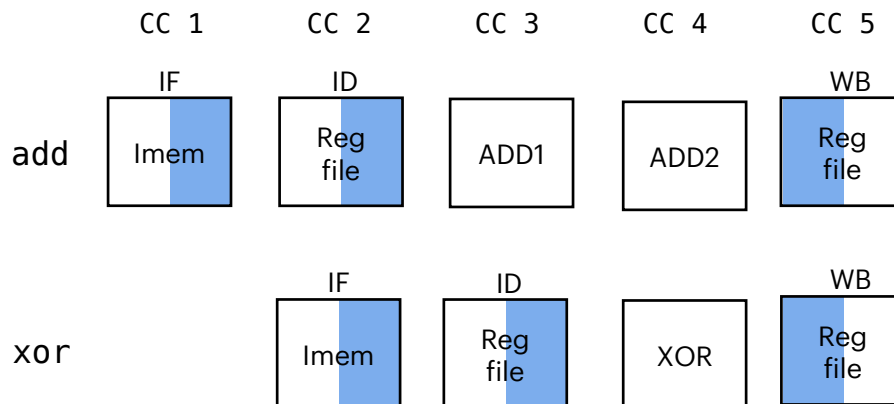 CC 1 CC 2 CC 3 CC 4 CC 5
IF ID WB
add Imem Reg file ADD1 ADD2 Reg file
IF ID WB
xor Imem Reg file XOR Reg file